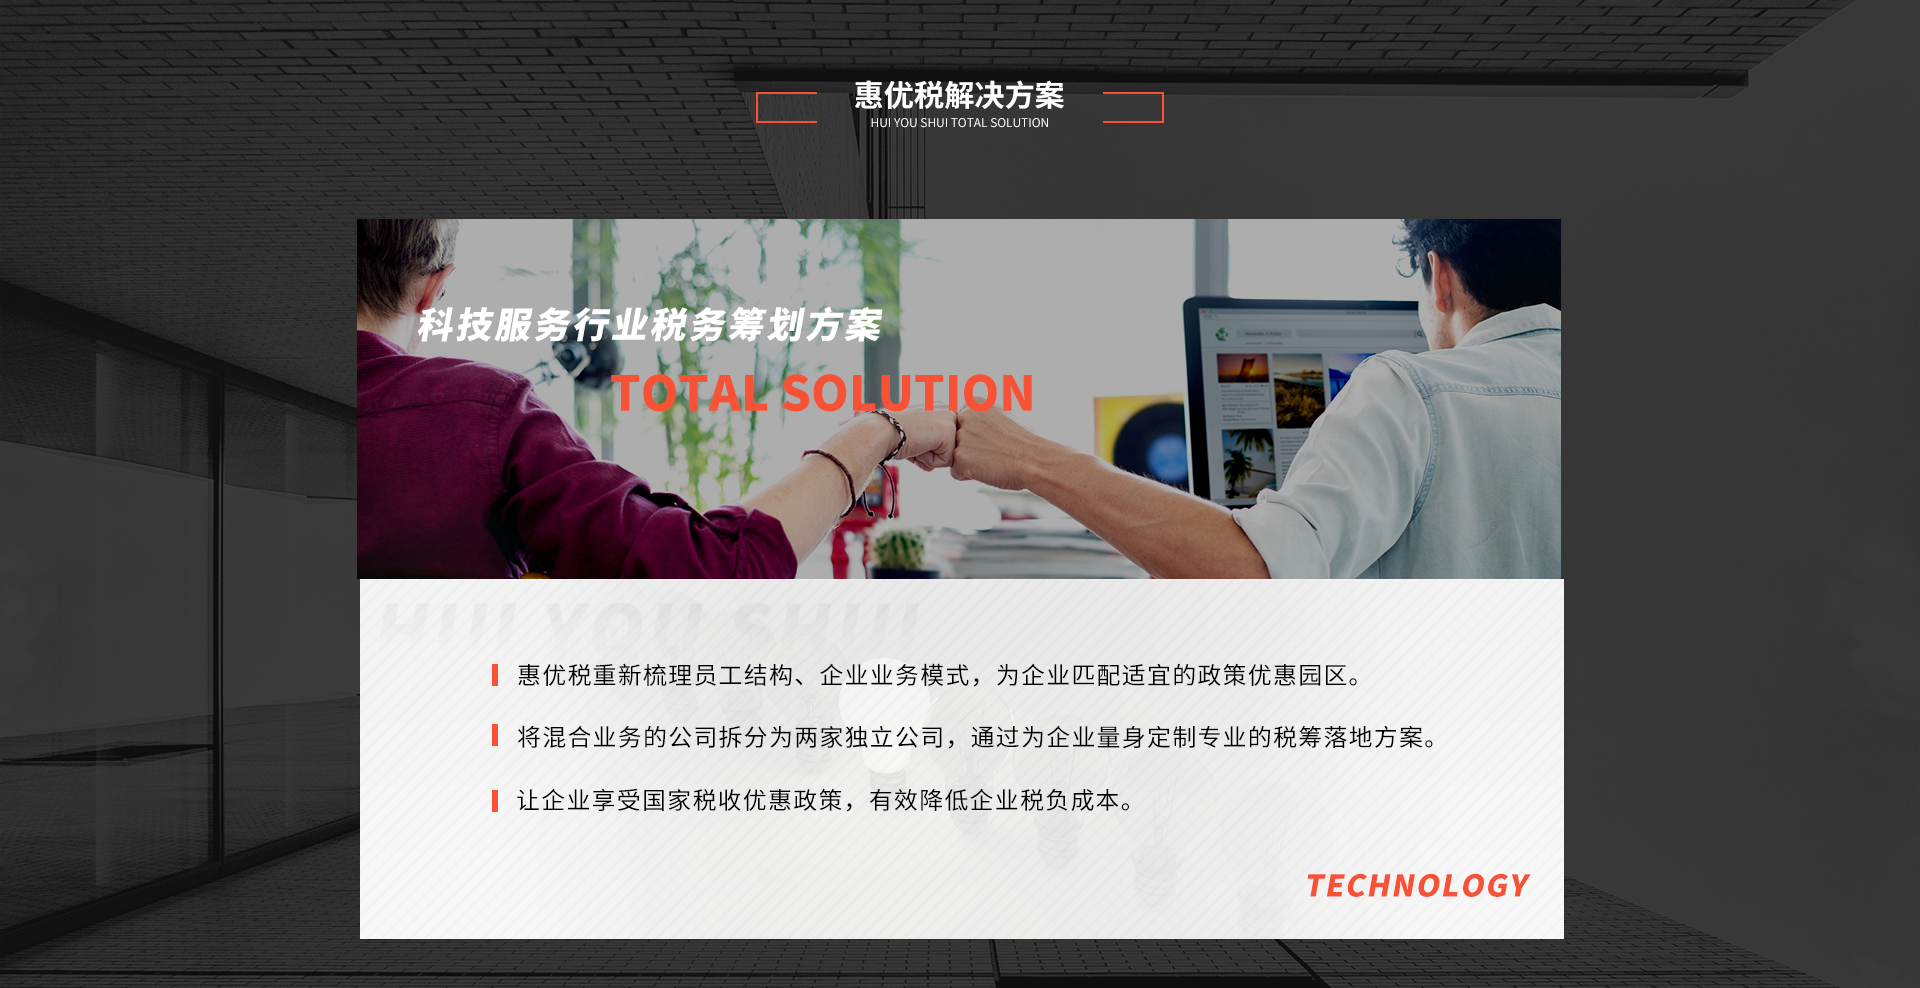 惠优税解决方案
HUI YOU SHUI TOTAL SOLUTION
科技服务行业税务筹划方案
TOTAL SOLUTION
HUI YOU SHUI
惠优税重新梳理员工结构、企业业务模式，为企业匹配适宜的政策优惠园区。
将混合业务的公司拆分为两家独立公司，通过为企业量身定制专业的税筹落地方案。
让企业享受国家税收优惠政策，有效降低企业税负成本。
TECHNOLOGY